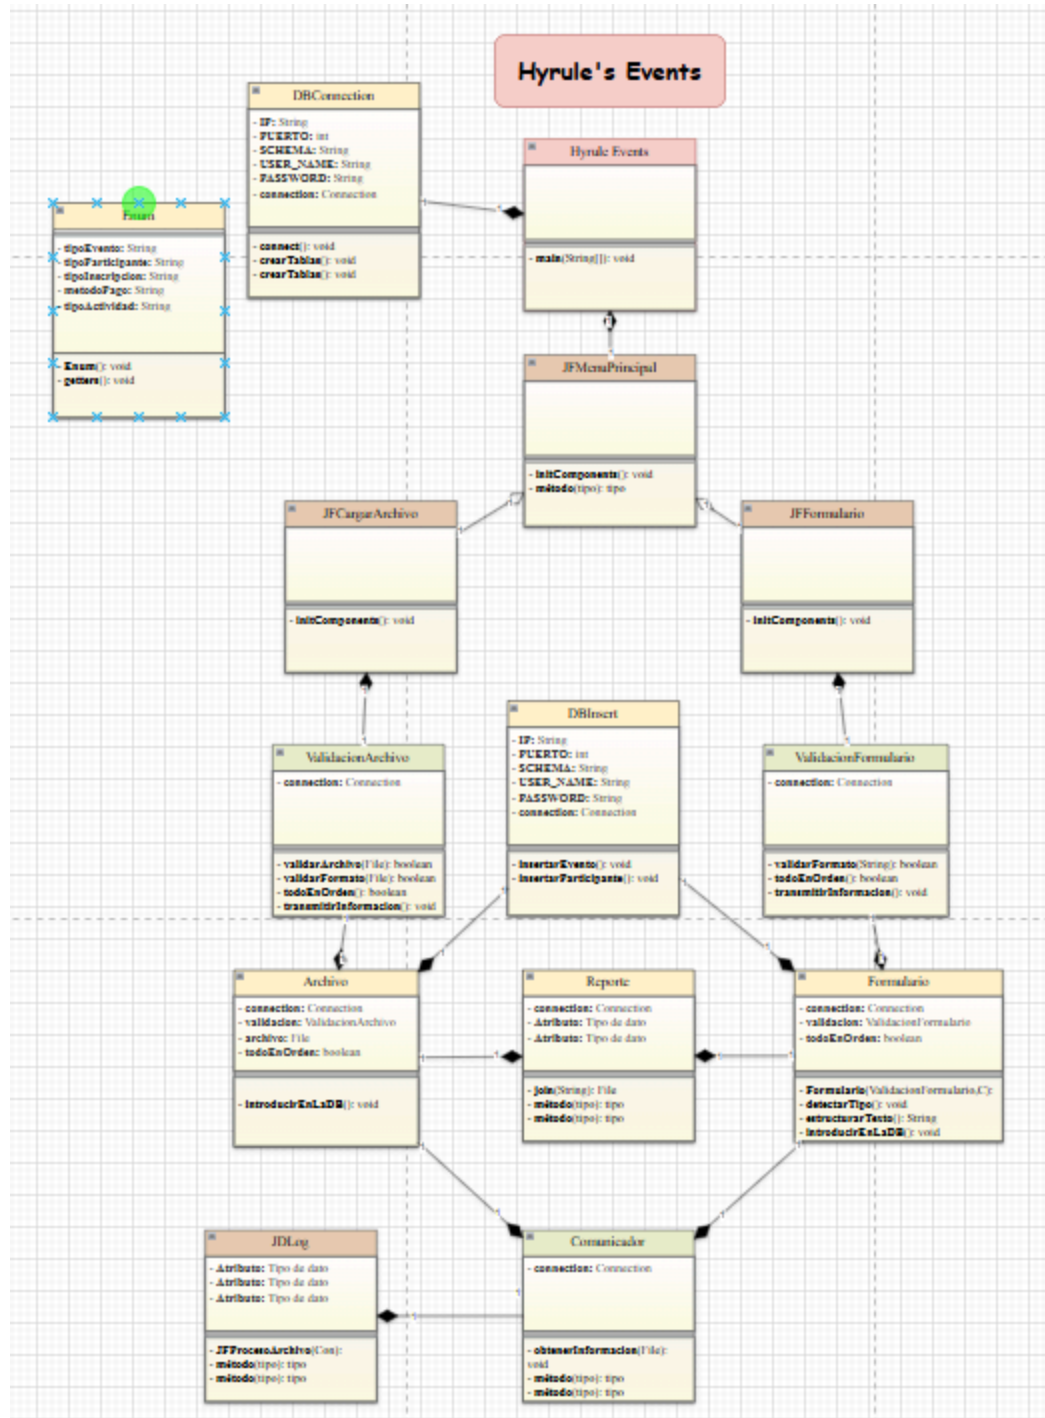 Hyrule's Events
DBConnection
- IP: String
- PUERTO: int
- SCHEMA: String
- USER_NAME: String
- PASSWORD: String
- connection: Connection
- connect(): void
- crearTablas(): void
- crearTablas(): void
Hyrule Events
- main(String[]): void
Enum
- tipoEvento: String
- tipoParticipante: String
- tipoInscripcion: String
- metodoPago: String
- tipoActividad: String
- Enum(): void
- getters(): void
JFMenuPrincipal
- initComponents(): void
- método(tipo): tipo
JFCargarArchivo
- initComponents(): void
JFFormulario
- initComponents(): void
DBInsert
- IP: String
- PUERTO: int
- SCHEMA: String
- USER_NAME: String
- PASSWORD: String
- connection: Connection
- insertarEvento(): void
- insertarParticipante(): void
ValidacionArchivo
- connection: Connection
- validarArchivo(File): boolean
- validarFormato(File): boolean
- todoEnOrden(): boolean
- transmitirInformacion(): void
ValidacionFormulario
- connection: Connection
- validarFormato(String): boolean
- todoEnOrden(): boolean
- transmitirInformacion(): void
Archivo
- connection: Connection
- validacion: ValidacionArchivo
- archivo: File
- todoEnOrden: boolean
- introducirEnLaDB(): void
Reporte
- connection: Connection
- Atributo: Tipo de dato
- Atributo: Tipo de dato
- join(String): File
- método(tipo): tipo
- método(tipo): tipo
Formulario
- connection: Connection
- validacion: ValidacionFormulario
- todoEnOrden: boolean
- Formulario(ValidacionFormulario,C):
- detectarTipo(): void
- estructurarTexto(): String
- introducirEnLaDB(): void
JDLog
- Atributo: Tipo de dato
- Atributo: Tipo de dato
- Atributo: Tipo de dato
- JFProcesoArchivo(Con):
- método(tipo): tipo
- método(tipo): tipo
Comunicador
- connection: Connection
- obtenerInformacion(File):
void
- método(tipo): tipo
- método(tipo): tipo